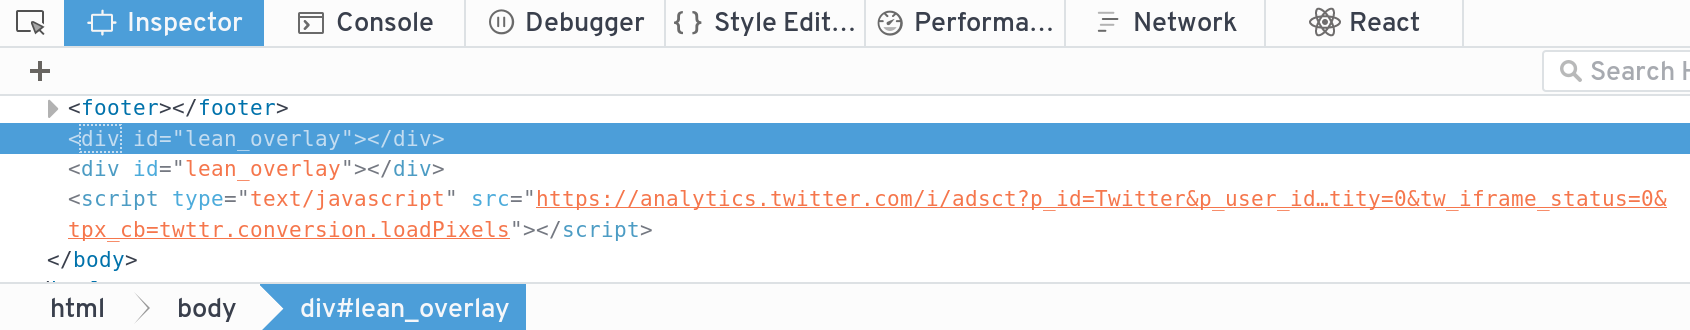 Inspector Console Debugger { } Style Edit... Performa... Network React
+ Search
<footer></footer>
<div id="lean_overlay"></div>
<div id="lean_overlay"></div>
<script type="text/javascript" src="https://analytics.twitter.com/i/adsct?p_id=Twitter&p_user_id…tity=0&tw_iframe_status=0&
tpx_cb=twttr.conversion.loadPixels"></script>
</body>
html body div#lean_overlay